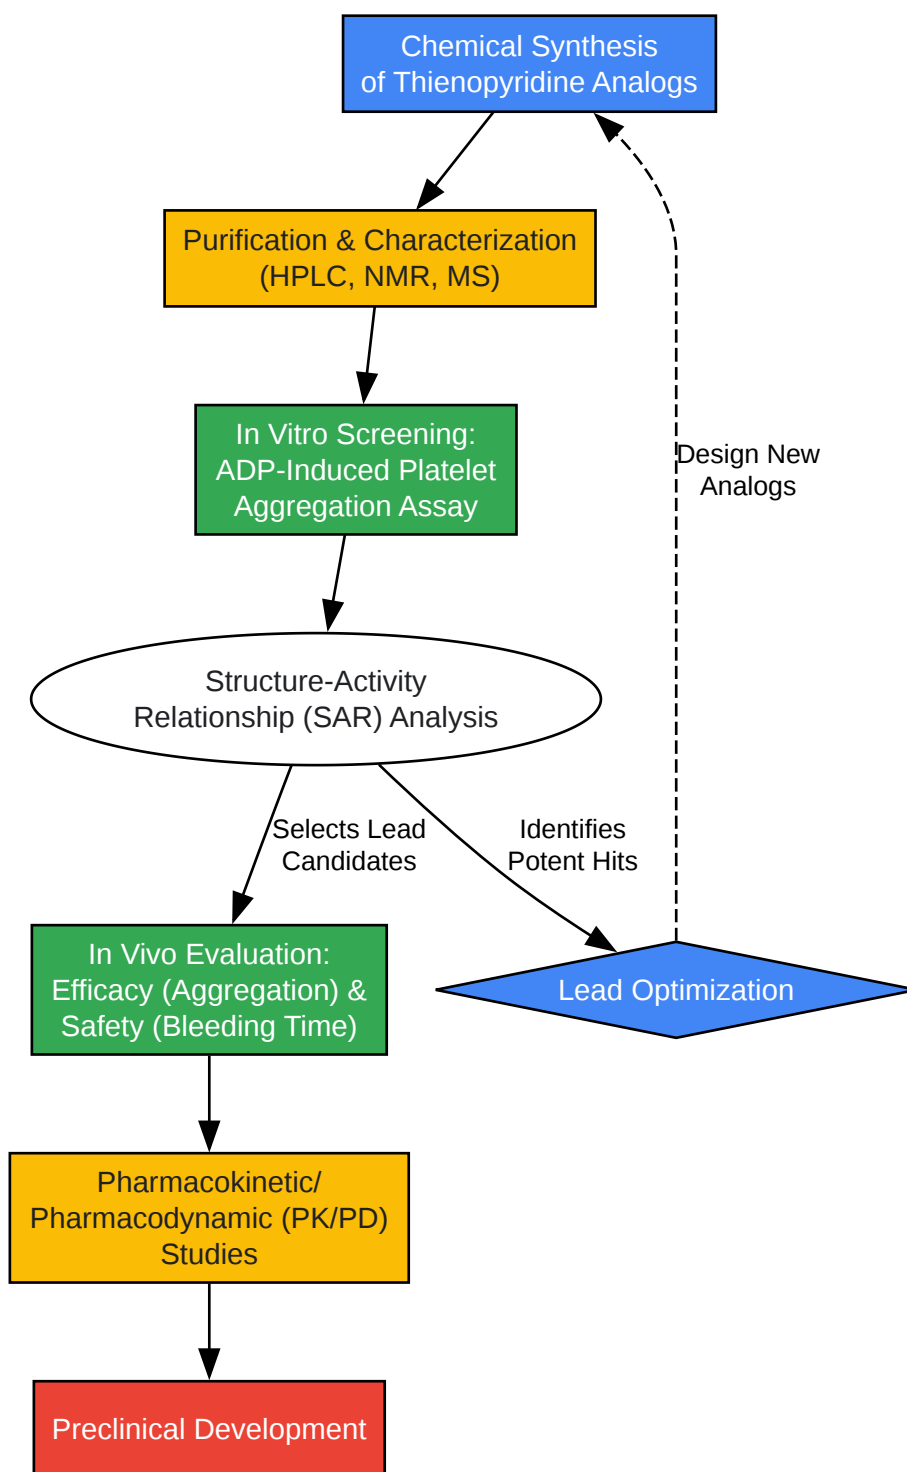 Chemical Synthesis
of Thienopyridine Analogs
Purification & Characterization
(HPLC, NMR, MS)
In Vitro Screening:
ADP-Induced Platelet
Aggregation Assay
Design New
Analogs
Structure-Activity
Relationship (SAR) Analysis
Selects Lead
Candidates
Identifies
Potent Hits
In Vivo Evaluation:
Efficacy (Aggregation) &
Safety (Bleeding Time)
Lead Optimization
Pharmacokinetic/
Pharmacodynamic (PK/PD)
Studies
Preclinical Development